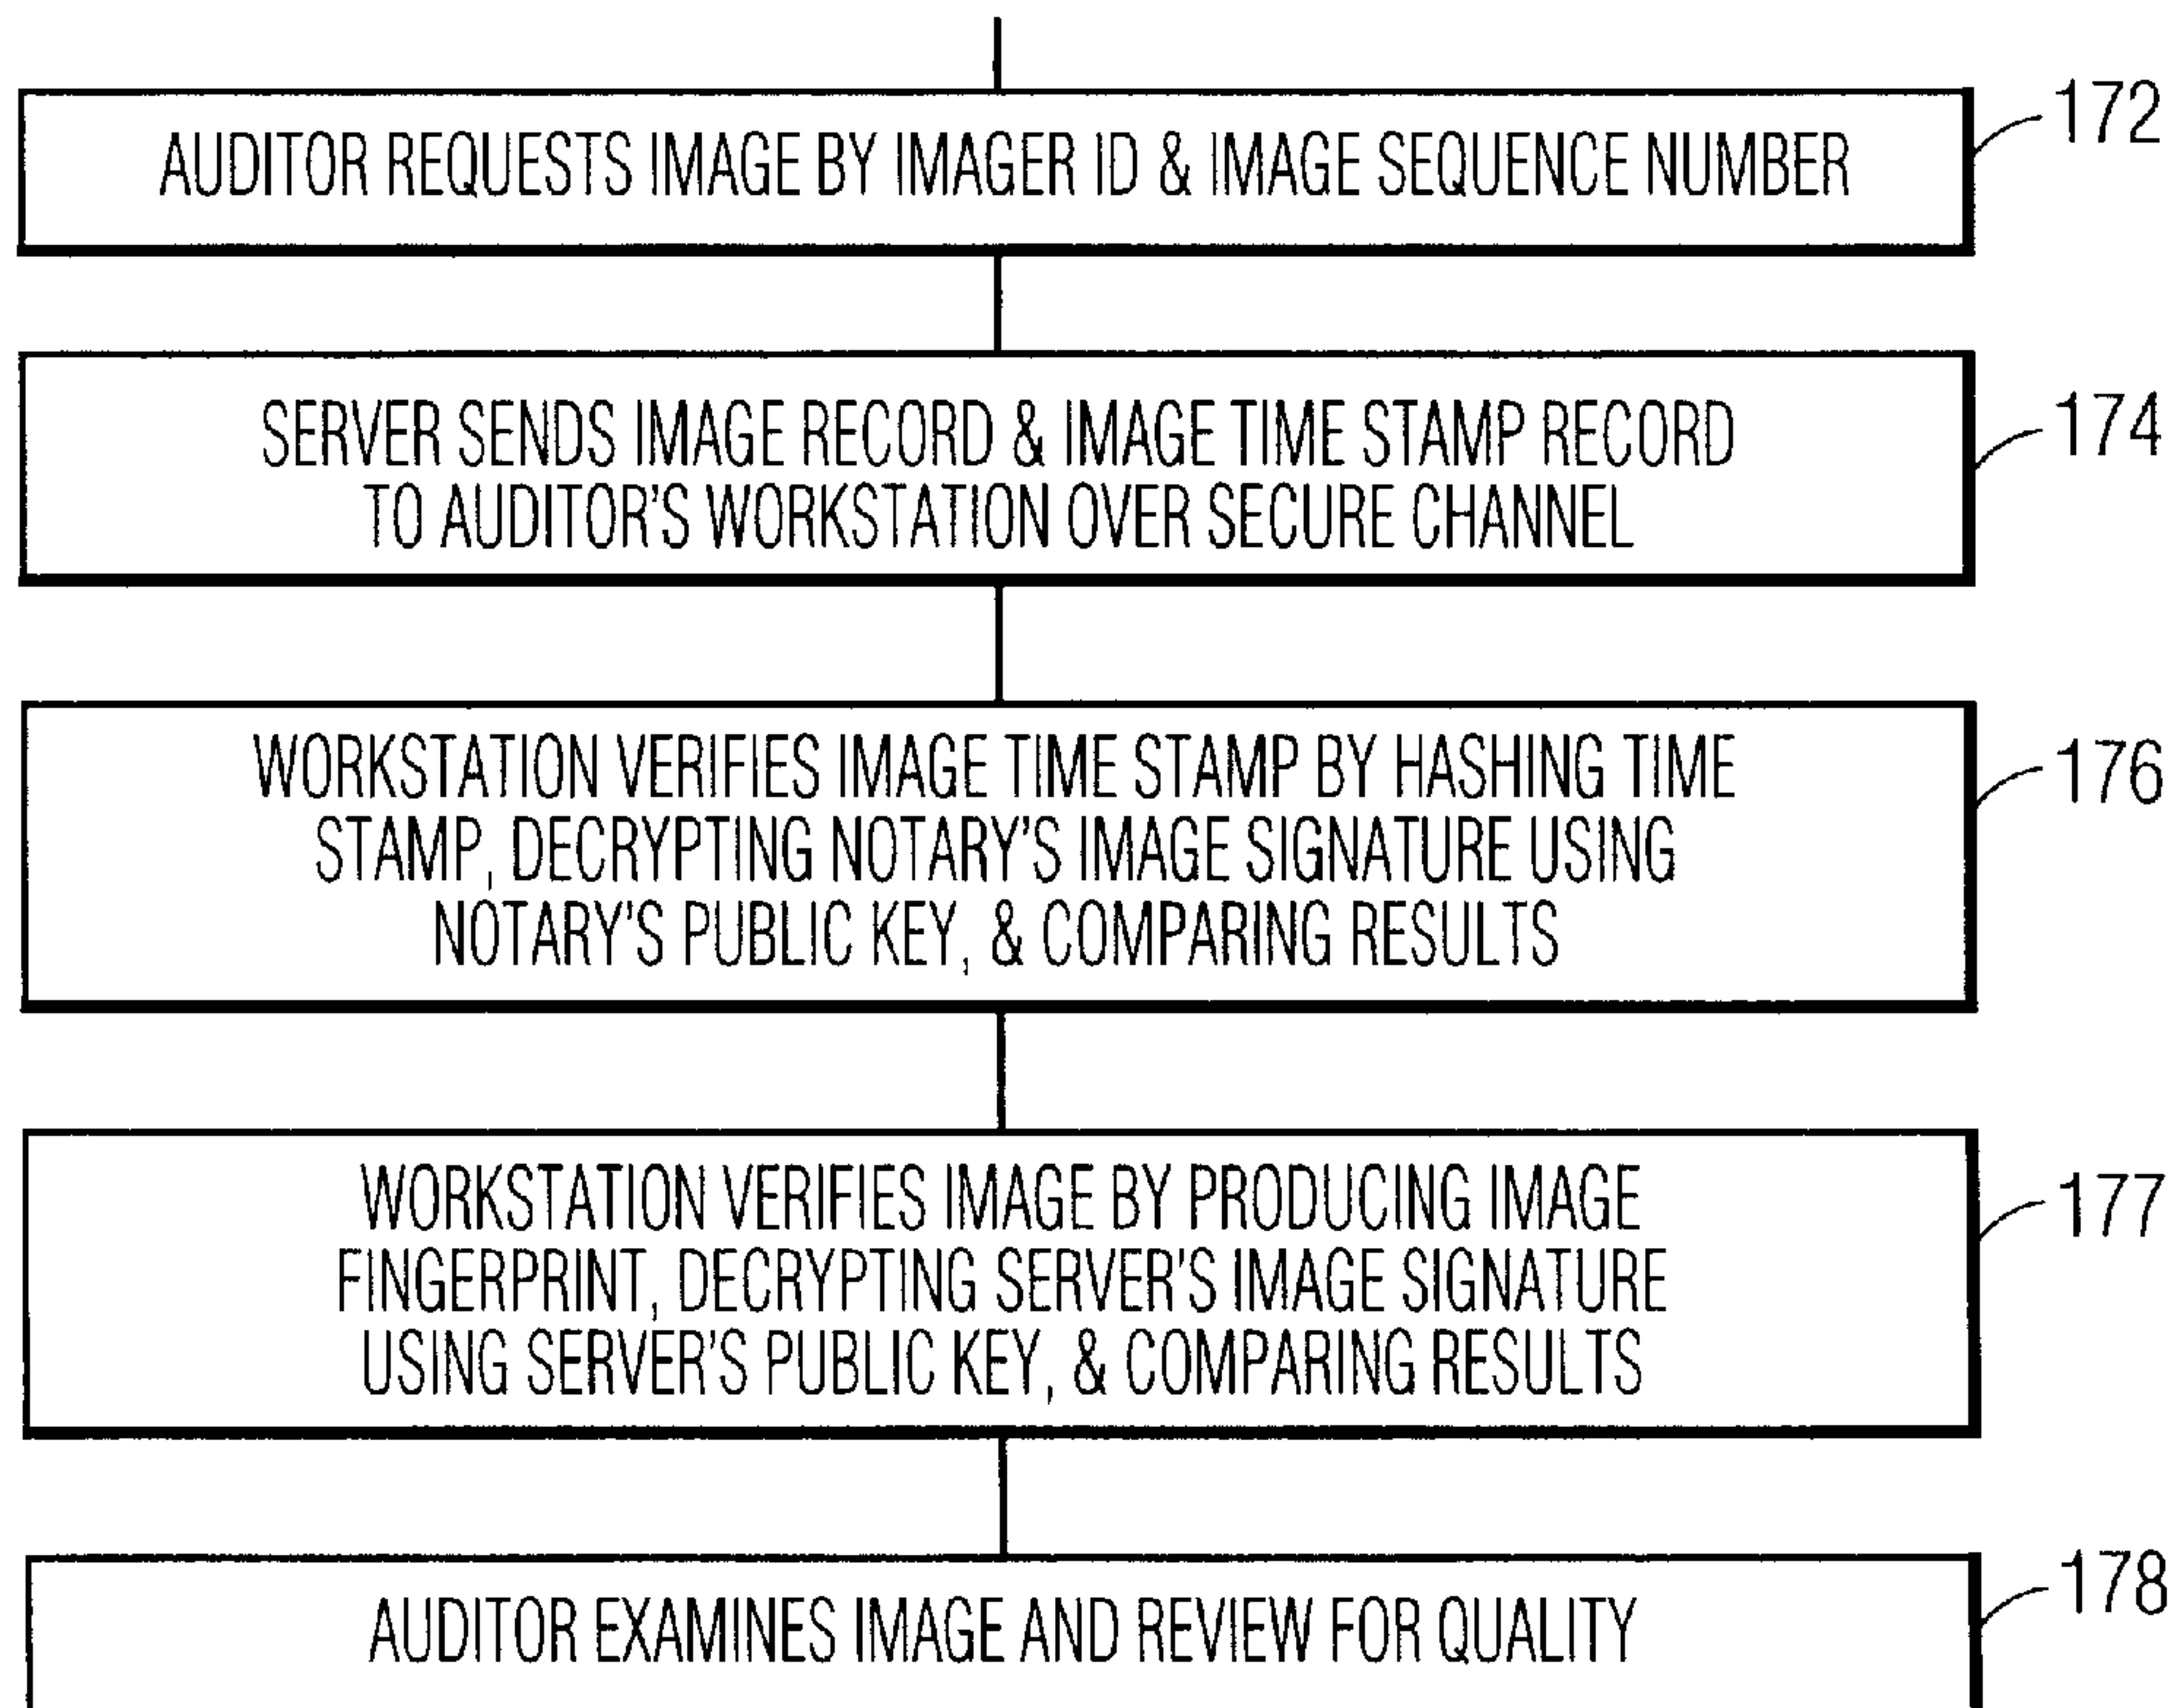 172
AUDITOR REQUESTS IMAGE BY IMAGER ID & IMAGE SEQUENCE NUMBER
174
SERVER SENDS IMAGE RECORD & IMAGE TIME STAMP RECORD
TO AUDITOR'S WORKSTATION OVER SECURE CHANNEL
176
WORKSTATION VERIFIES IMAGE TIME STAMP BY HASHING TIME
STAMP, DECRYPTING NOTARY'S IMAGE SIGNATURE USING
NOTARY'S PUBLIC KEY, & COMPARING RESULTS
177
WORKSTATION VERIFIES IMAGE BY PRODUCING IMAGE
FINGERPRINT, DECRYPTING SERVER'S IMAGE SIGNATURE
USING SERVER'S PUBLIC KEY, & COMPARING RESULTS
178
AUDITOR EXAMINES IMAGE AND REVIEW FOR QUALITY